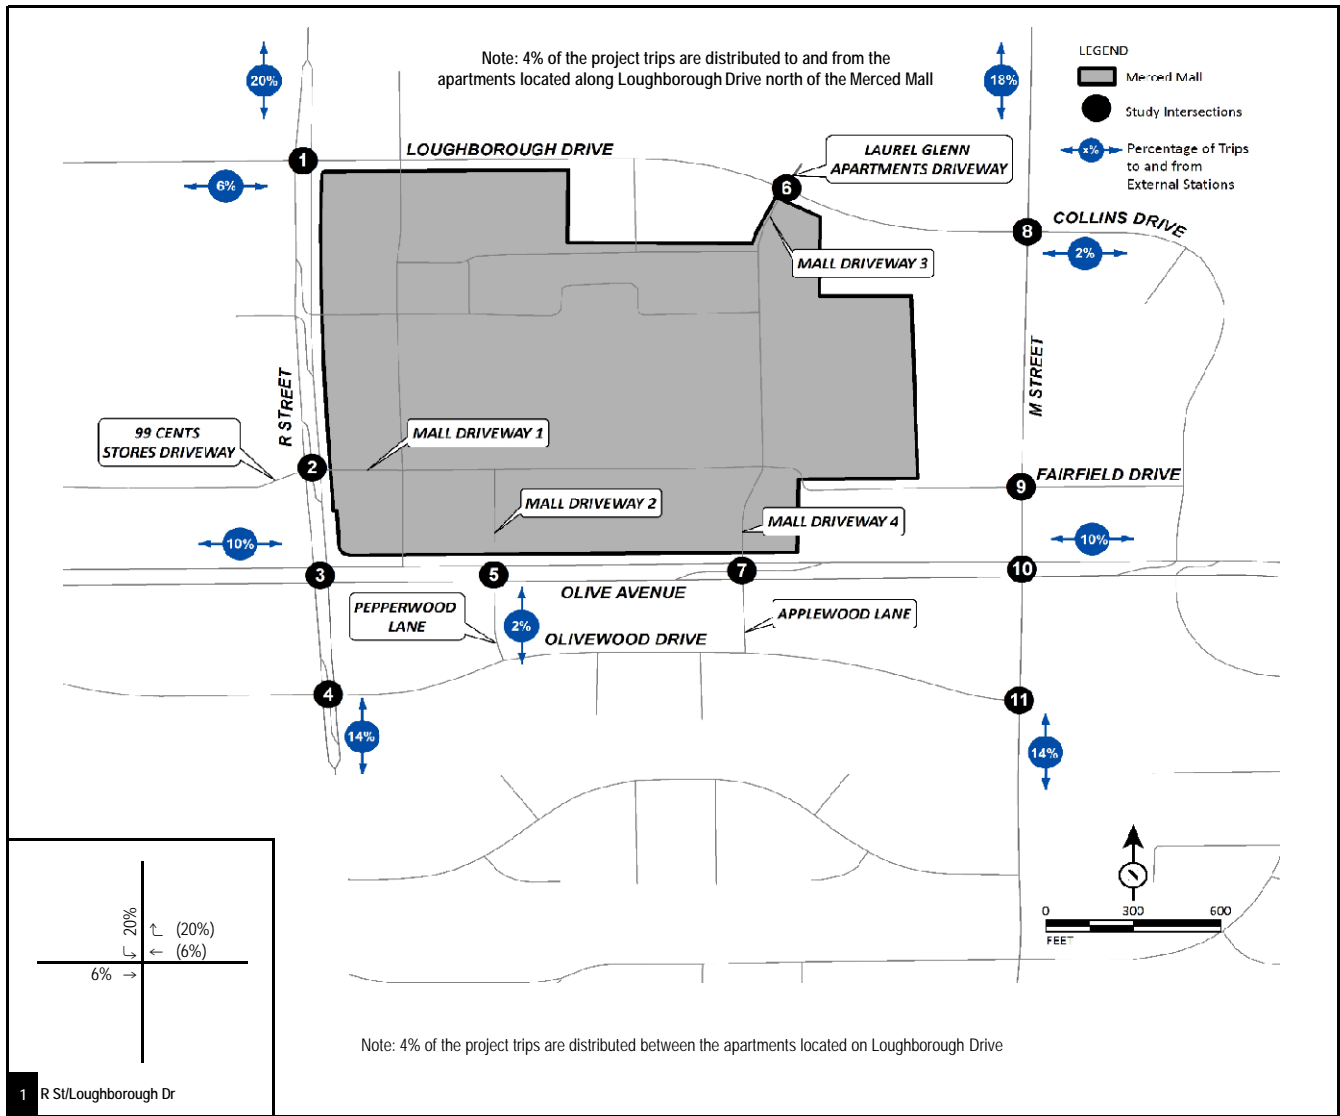 Note: 4% of the project trips are distributed to and from the
apartments located along Loughborough Drive north of the Merced Mall
LEGEND
Merced Mall
Study Intersections
x%
Percentage of Trips
to and from
External Stations
20%
18%
1
LOUGHBOROUGH DRIVE
6%
LAUREL GLENN
APARTMENTS DRIVEWAY
6
8
COLLINS DRIVE
2%
MALL DRIVEWAY 3
R STREET
M STREET
99 CENTS
STORES DRIVEWAY
MALL DRIVEWAY 1
2
9
FAIRFIELD DRIVE
MALL DRIVEWAY 2
MALL DRIVEWAY 4
10%
10%
3
5
7
10
OLIVE AVENUE
PEPPERWOOD
LANE
2%
APPLEWOOD LANE
OLIVEWOOD DRIVE
4
11
14%
14%
0 300 600
FEET
20%
(20%)
(6%)
6%
1 R St/Loughborough Dr
Note: 4% of the project trips are distributed between the apartments located on Loughborough Drive